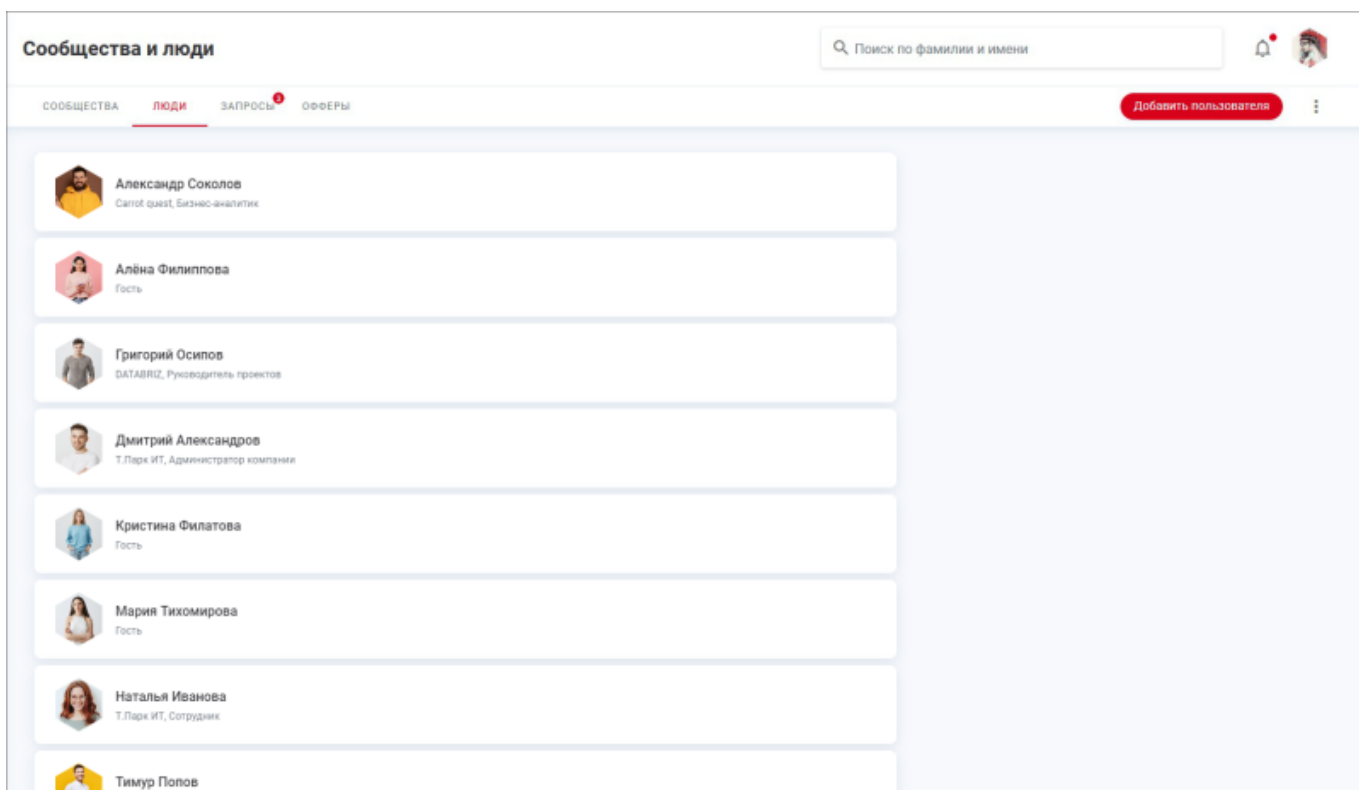 Сообщества и люди
Поиск по фамилии и имени
СООБЩЕСТВА ЛЮДИ ЗАПРОСЫ ОФФЕРЫ
Добавить пользователя
Александр Соколов
Carrot quest, Бизнес-аналитик
Алёна Филиппова
Гость
Григорий Осипов
DATABRIZ, Руководитель проектов
Дмитрий Александров
Т.Парк ИТ, Администратор компании
Кристина Филатова
Гость
Мария Тихомирова
Гость
Наталья Иванова
Т.Парк ИТ, Сотрудник
Тимур Попов